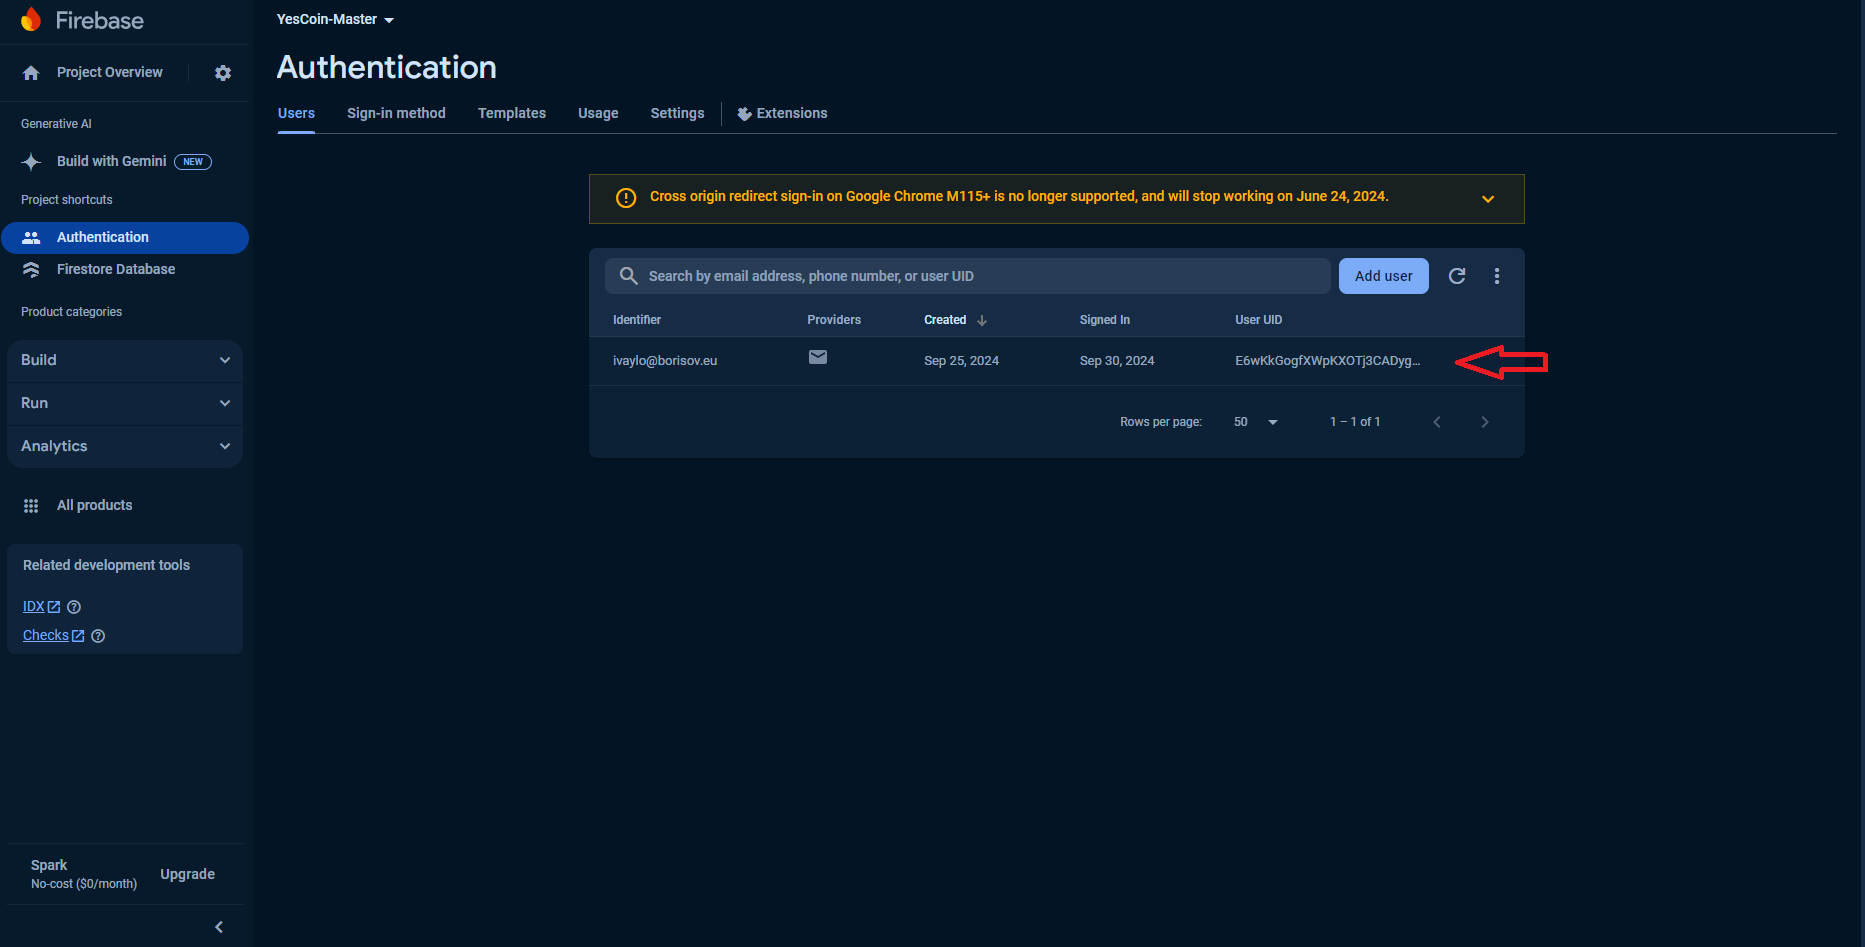 Firebase
Project Overview
Generative AI
Build with Gemini NEW
Project shortcuts
Authentication
Firestore Database
Product categories
Build
Run
Analytics
All products
Related development tools
IDX
Checks
Spark
No-cost ($0/month)
Upgrade
YesCoin-Master
Authentication
Users Sign-in method Templates Usage Settings Extensions
Cross origin redirect sign-in on Google Chrome M115+ is no longer supported, and will stop working on June 24, 2024.
Search by email address, phone number, or user UID Add user
Identifier Providers Created Signed In User UID
ivaylo@borisov.eu Sep 25, 2024 Sep 30, 2024 E6wKkGogfXWpKXOTj3CADyg...
Rows per page: 50 1 – 1 of 1